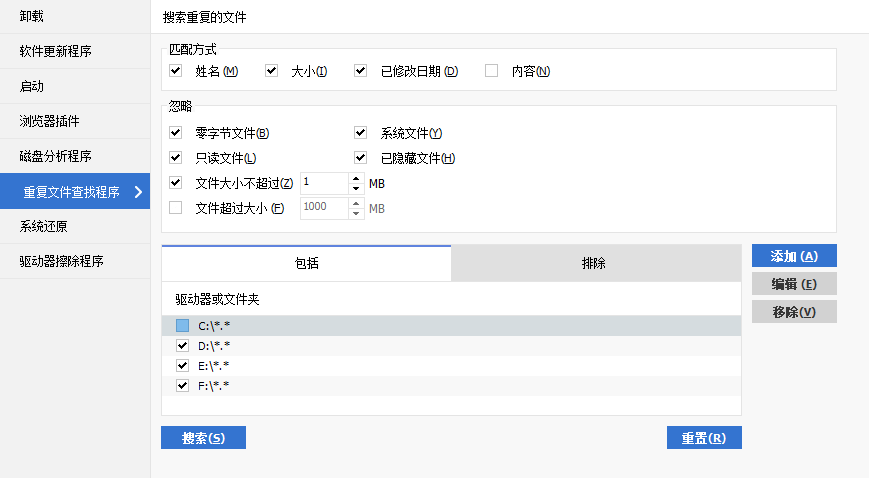 卸载
软件更新程序
启动
浏览器插件
磁盘分析程序
重复文件查找程序
系统还原
驱动器擦除程序
搜索重复的文件
匹配方式
姓名 (M) 大小(I) 已修改日期 (D) 内容(N)
忽略
零字节文件(B) 系统文件(Y)
只读文件(L) 已隐藏文件(H)
文件大小不超过(Z) 1 MB
文件超过大小 (F) 1000 MB
包括 排除
驱动器或文件夹
C:\*.*
D:\*.*
E:\*.*
F:\*.*
添加 (A)
编辑 (E)
移除(V)
搜索(S) 重置(R)